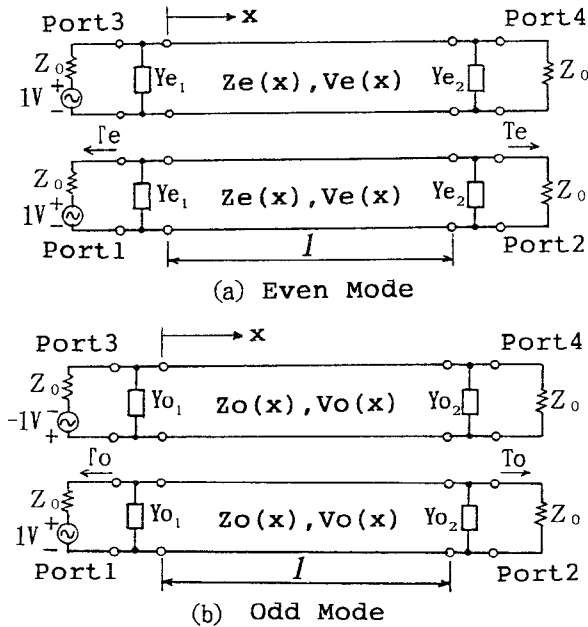 Port3 x Port4
Z₀ 1V + - Ye₁ Ze(x),Ve(x) Ye₂ Z₀
Γe Te
Z₀ 1V + - Ye₁ Ze(x),Ve(x) Ye₂ Z₀
Port1 l Port2
(a) Even Mode
x
Port3 Port4
Z₀ -1V - + Yo₁ Zo(x),Vo(x) Yo₂ Z₀
Γo To
Z₀ 1V + - Yo₁ Zo(x),Vo(x) Yo₂ Z₀
Port1 l Port2
(b) Odd Mode